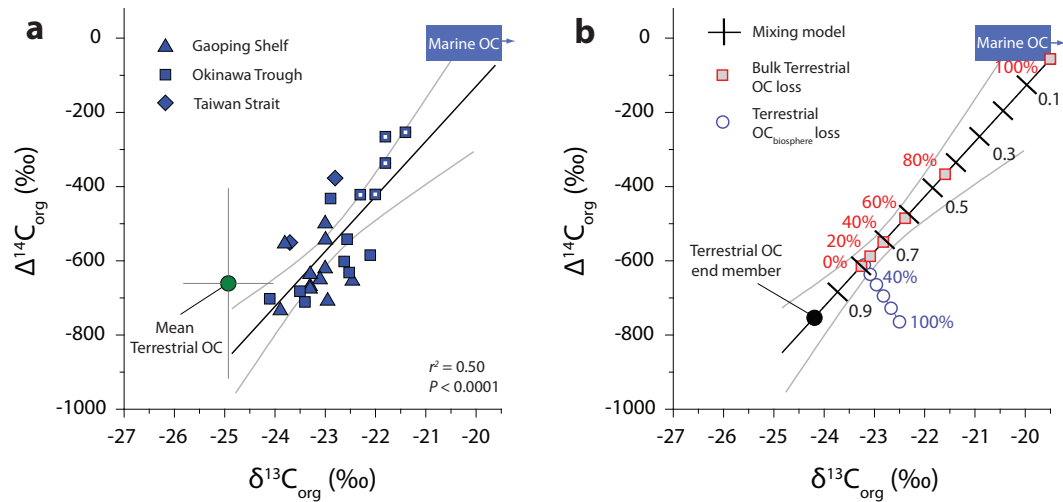 a
0
-200
-400
-600
-800
-1000
Δ¹⁴C_org (‰)
-27 -26 -25 -24 -23 -22 -21 -20
δ¹³C_org (‰)
Gaoping Shelf
Okinawa Trough
Taiwan Strait
Marine OC
Mean
Terrestrial OC
r² = 0.50
P < 0.0001
b
0
-200
-400
-600
-800
-1000
Δ¹⁴C_org (‰)
-27 -26 -25 -24 -23 -22 -21 -20
δ¹³C_org (‰)
Mixing model
Bulk Terrestrial
OC loss
Terrestrial
OC_biosphere loss
Marine OC
100%
0.1
0.3
80%
0.5
60%
40%
20%
0.7
0%
40%
Terrestrial OC
end member
0.9
100%